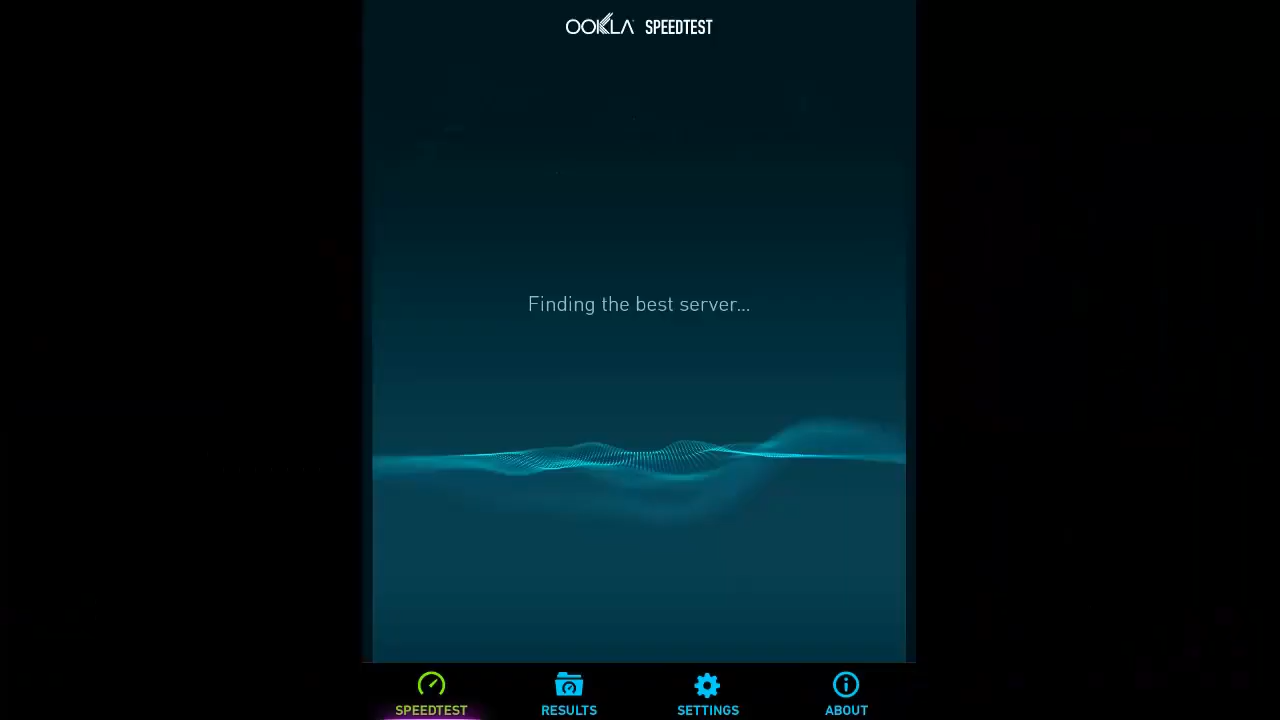 OOKLA SPEEDTEST
Finding the best server...
SPEEDTEST RESULTS SETTINGS ABOUT